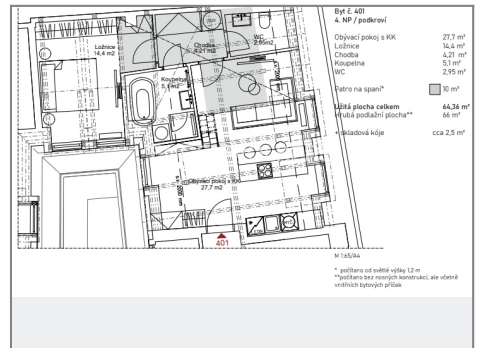 Byt č. 401
4. NP / podkroví
Obývací pokoj s KK 27,7 m²
Ložnice 14,4 m²
Chodba 4,21 m²
Koupelna 5,1 m²
WC 2,95 m²
Patro na spaní* 10 m²
Užitá plocha celkem 64,36 m²
Hrubá podlažní plocha** 66 m²
+ skladová kóje cca 2,5 m²
Ložnice
14,4 m²
Chodba
4,21 m²
WC
2,95m²
Koupelna
5,1 m²
Obývací pokoj s KK
27,7 m2
401
M 1:65/A4
* počítáno od světlé výšky 1,2 m
**počítáno bez nosných konstrukcí, ale včetně
vnitřních bytových příček